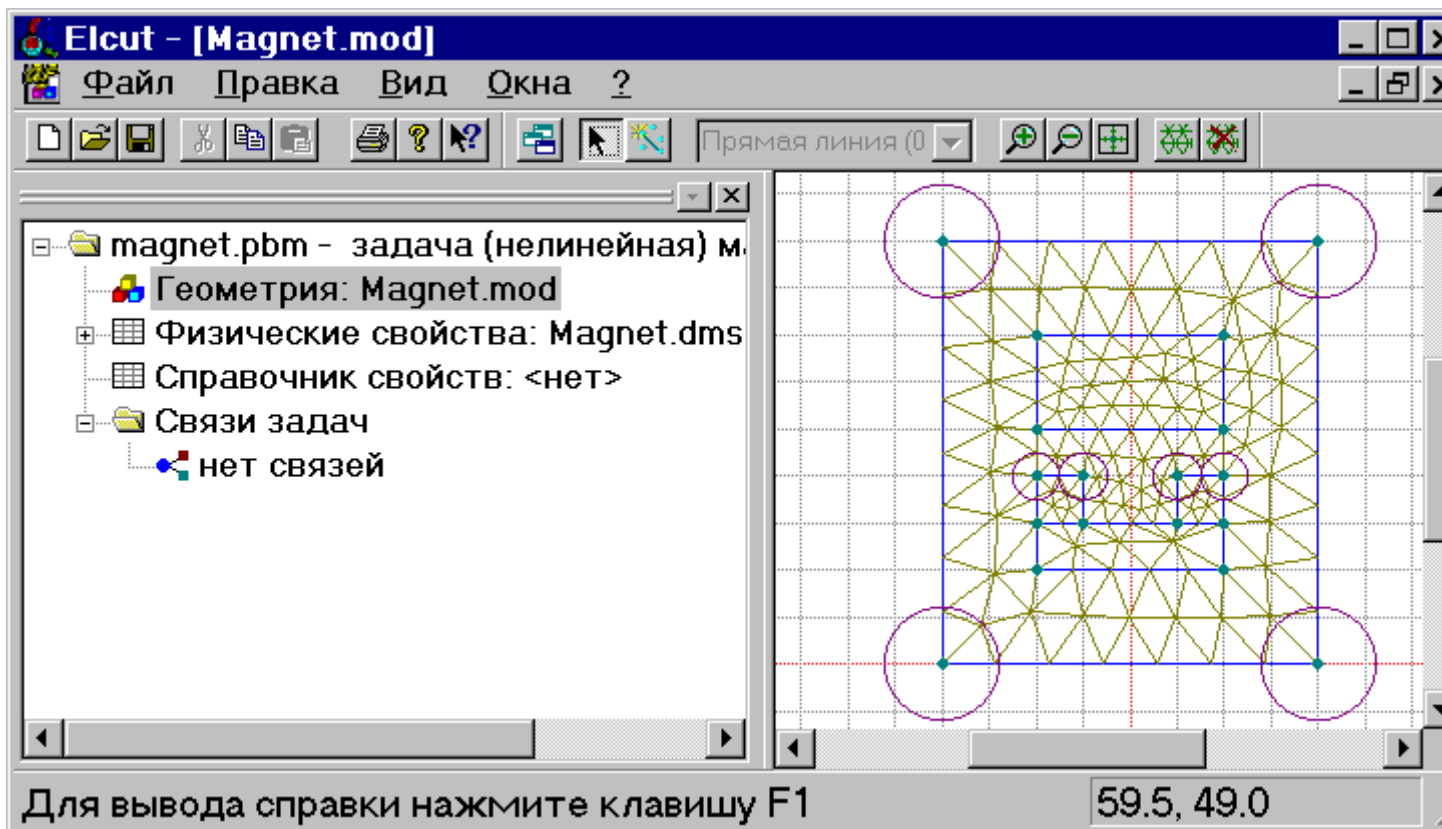 Elcut - [Magnet.mod]
Файл Правка Вид Окна ?
Прямая линия (0
magnet.pbm - задача (нелинейная) м
Геометрия: Magnet.mod
Физические свойства: Magnet.dms
Справочник свойств: <нет>
Связи задач
нет связей
Для вывода справки нажмите клавишу F1 59.5, 49.0